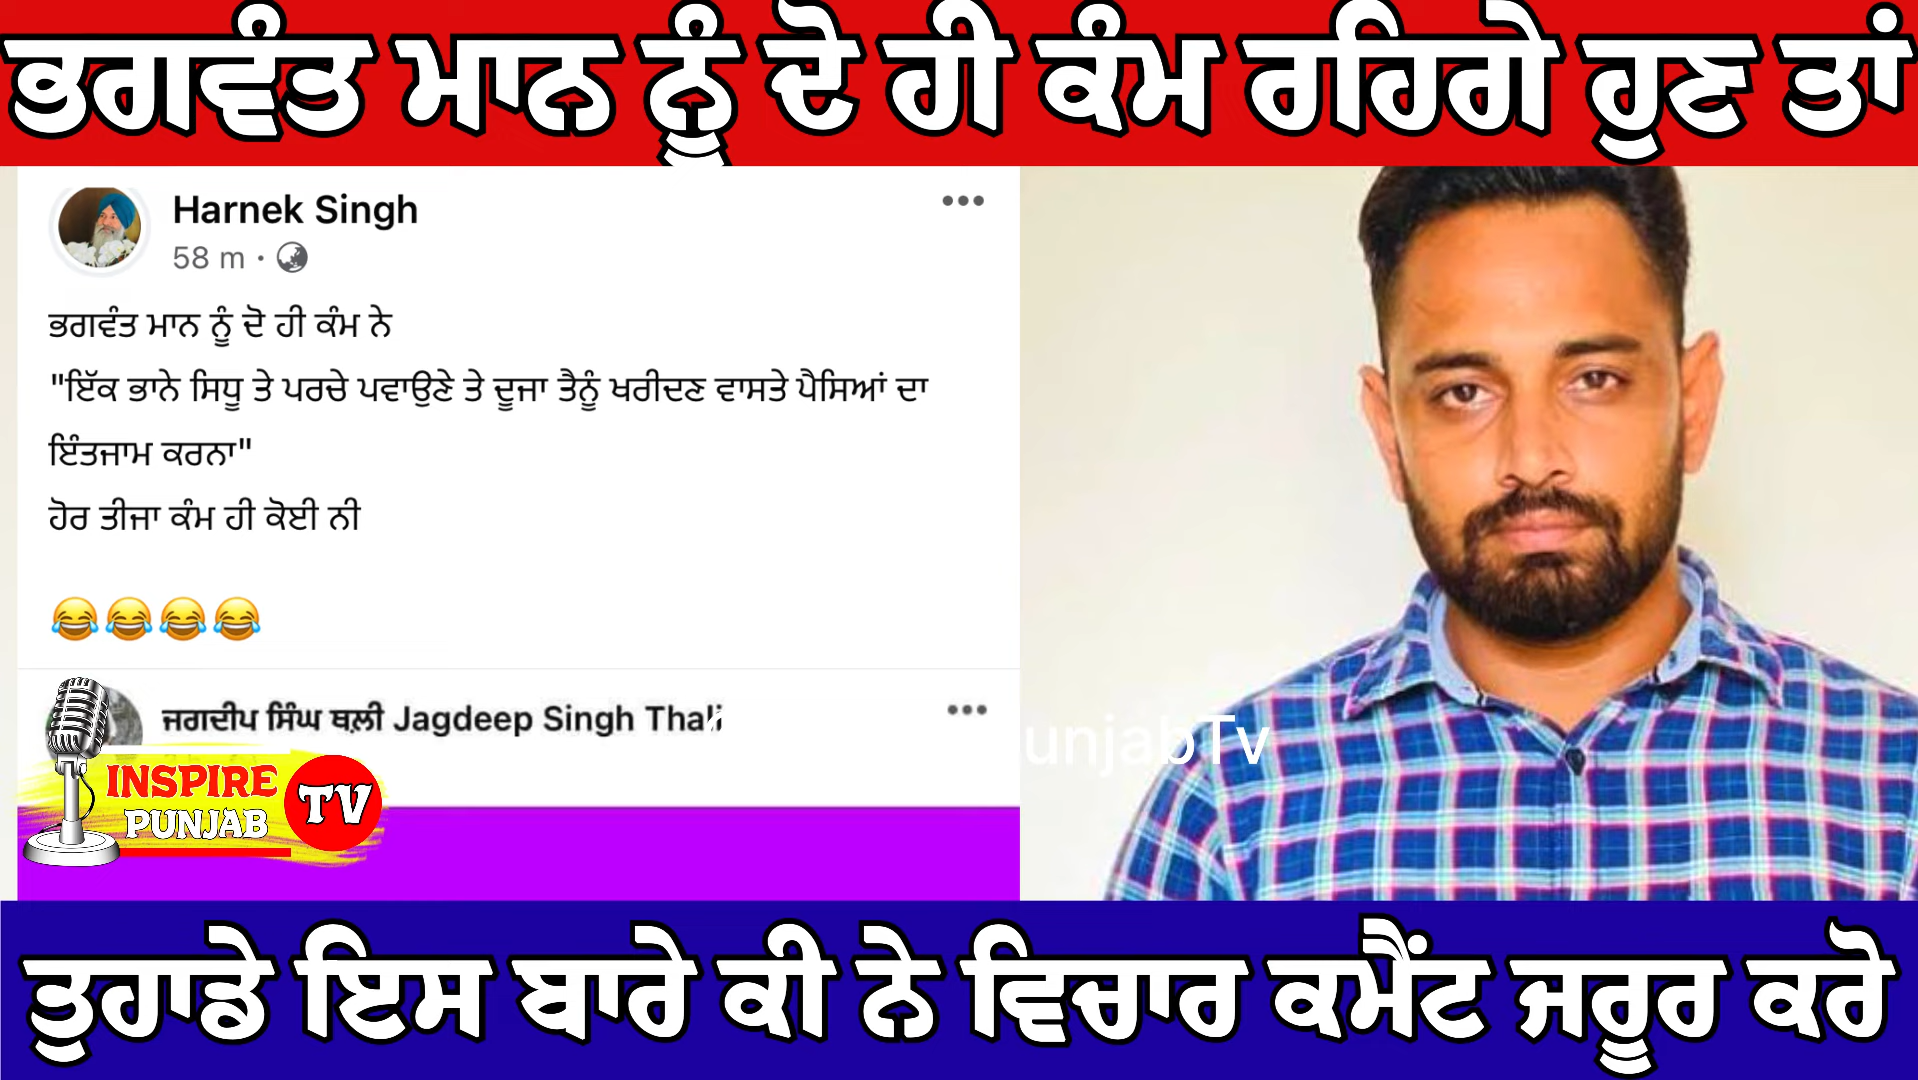 ਭਗਵੰਤ ਮਾਨ ਨੂੰ ਦੋ ਹੀ ਕੰਮ ਰਹਿਗੇ ਹੁਣ ਤਾਂ
Harnek Singh
58 m ·
ਭਗਵੰਤ ਮਾਨ ਨੂੰ ਦੋ ਹੀ ਕੰਮ ਨੇ
"ਇੱਕ ਭਾਨੇ ਸਿਧੂ ਤੇ ਪਰਚੇ ਪਵਾਉਣੇ ਤੇ ਦੂਜਾ ਤੈਨੂੰ ਖਰੀਦਣ ਵਾਸਤੇ ਪੈਸਿਆਂ ਦਾ
ਇੰਤਜਾਮ ਕਰਨਾ"
ਹੋਰ ਤੀਜਾ ਕੰਮ ਹੀ ਕੋਈ ਨੀ
😂😂😂😂
ਜਗਦੀਪ ਸਿੰਘ ਥਲੀ Jagdeep Singh Thali
unjabTv
INSPIRE
PUNJAB
TV
ਤੁਹਾਡੇ ਇਸ ਬਾਰੇ ਕੀ ਨੇ ਵਿਚਾਰ ਕਮੈਂਟ ਜਰੂਰ ਕਰੋ